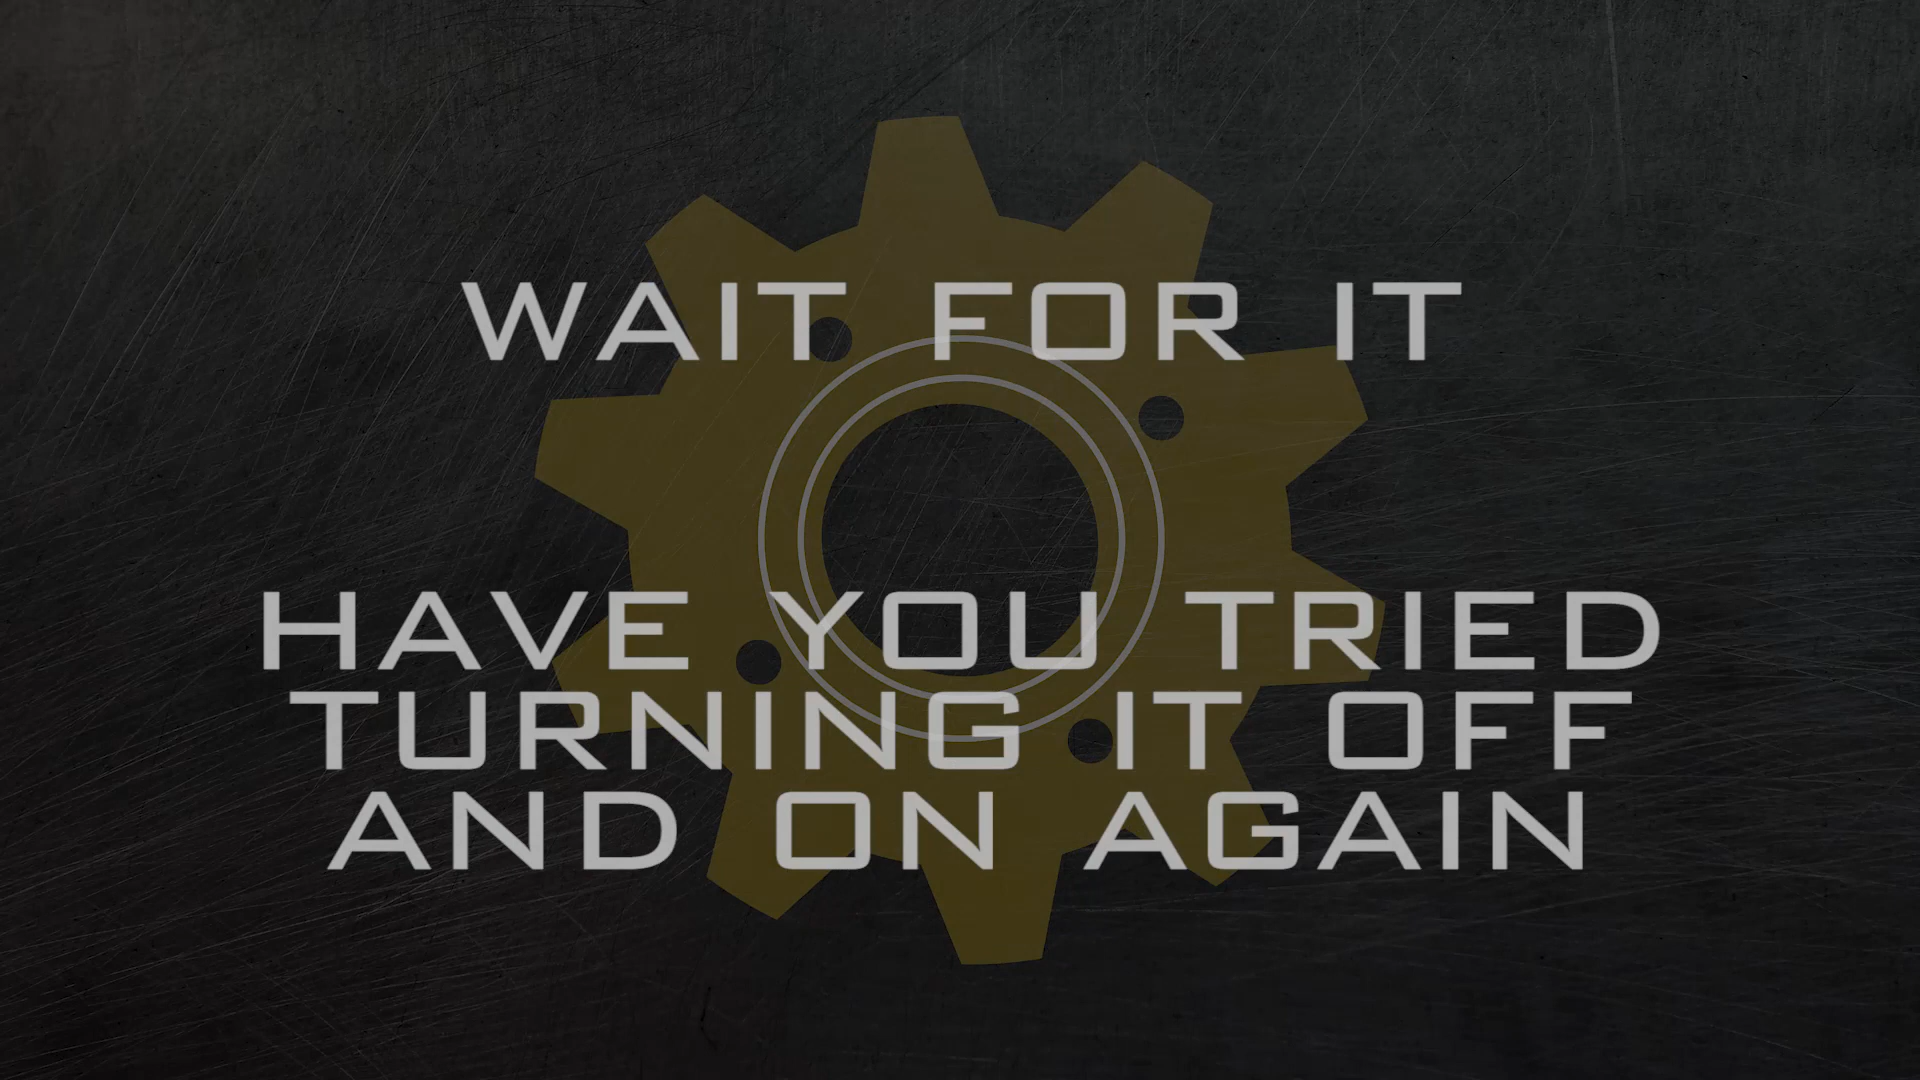 WAIT FOR IT
HAVE YOU TRIED
TURNING IT OFF
AND ON AGAIN